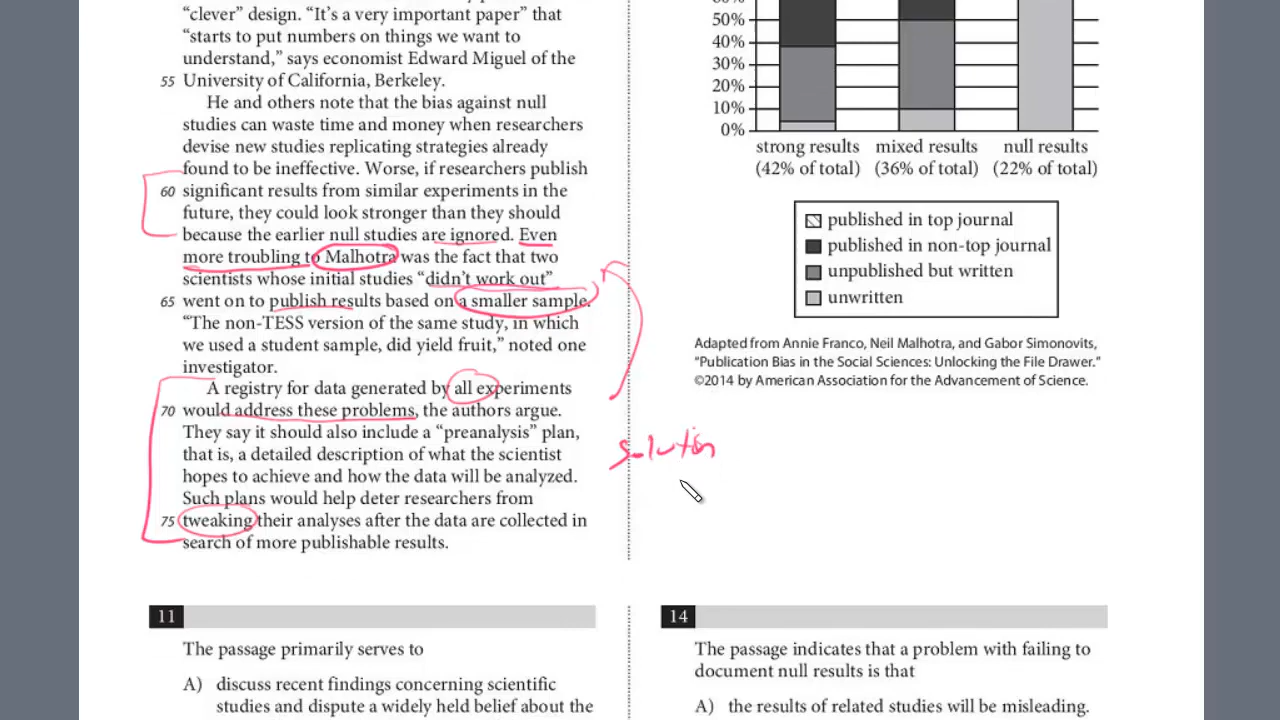 "clever" design. "It's a very important paper" that
"starts to put numbers on things we want to
understand," says economist Edward Miguel of the
55 University of California, Berkeley.
He and others note that the bias against null
studies can waste time and money when researchers
devise new studies replicating strategies already
found to be ineffective. Worse, if researchers publish
60 significant results from similar experiments in the
future, they could look stronger than they should
because the earlier null studies are ignored. Even
more troubling to Malhotra was the fact that two
scientists whose initial studies "didn't work out"
65 went on to publish results based on a smaller sample.
"The non-TESS version of the same study, in which
we used a student sample, did yield fruit," noted one
investigator.
A registry for data generated by all experiments
70 would address these problems, the authors argue.
They say it should also include a "preanalysis" plan,
that is, a detailed description of what the scientist
hopes to achieve and how the data will be analyzed.
Such plans would help deter researchers from
75 tweaking their analyses after the data are collected in
search of more publishable results.
solution
50%
40%
30%
20%
10%
0%
strong results mixed results null results
(42% of total) (36% of total) (22% of total)
published in top journal
published in non-top journal
unpublished but written
unwritten
Adapted from Annie Franco, Neil Malhotra, and Gabor Simonovits,
"Publication Bias in the Social Sciences: Unlocking the File Drawer."
©2014 by American Association for the Advancement of Science.
11
The passage primarily serves to
A) discuss recent findings concerning scientific
studies and dispute a widely held belief about the
14
The passage indicates that a problem with failing to
document null results is that
A) the results of related studies will be misleading.